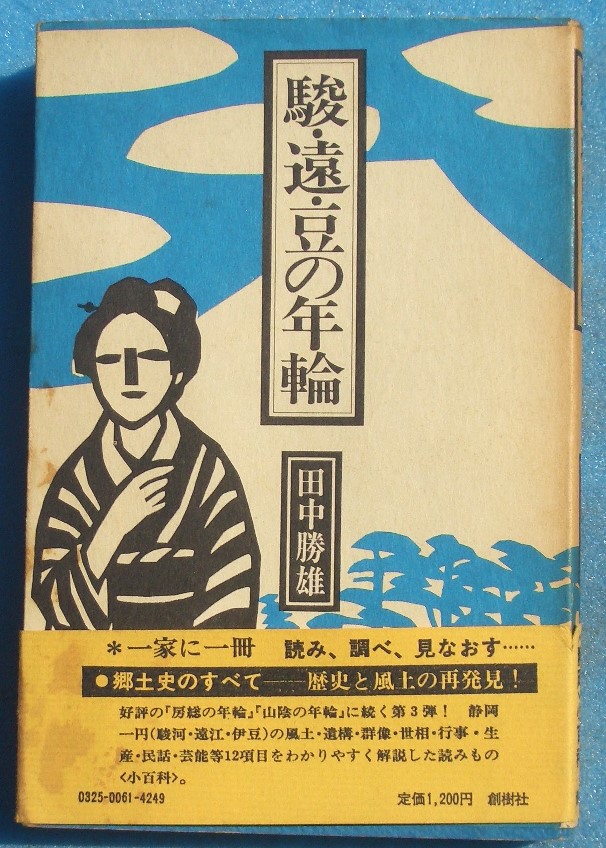 駿・遠・豆の年輪
田中勝雄
＊一家に一冊　読み、調べ、見なおす……
●郷土史のすべて――歴史と風土の再発見！
好評の『房総の年輪』『山陰の年輪』に続く第3弾！　静岡
一円(駿河・遠江・伊豆)の風土・遺構・群像・世相・行事・生
産・民話・芸能等12項目をわかりやすく解説した読みもの
〈小百科〉。
0325-0061-4249
定価1,200円　創樹社